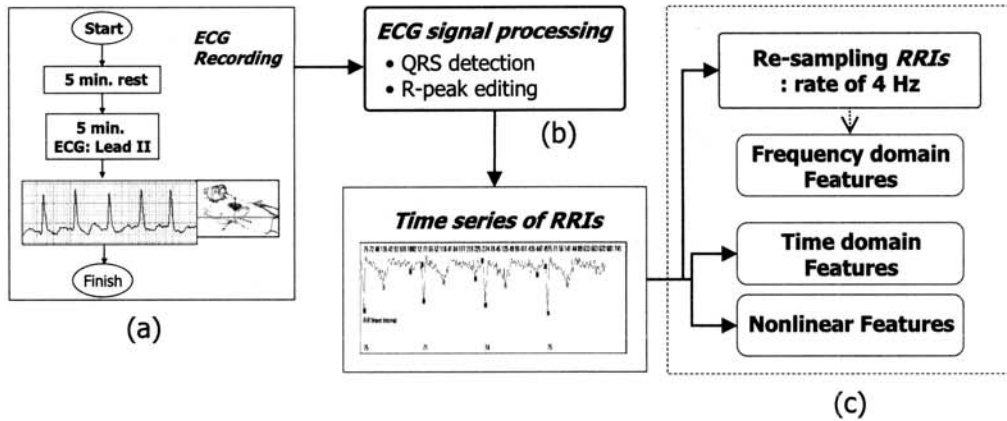 Start
ECG
Recording
5 min. rest
5 min.
ECG: Lead II
Finish
(a)
ECG signal processing
• QRS detection
• R-peak editing
(b)
Time series of RRIs
Re-sampling RRIs
: rate of 4 Hz
Frequency domain
Features
Time domain
Features
Nonlinear Features
(c)